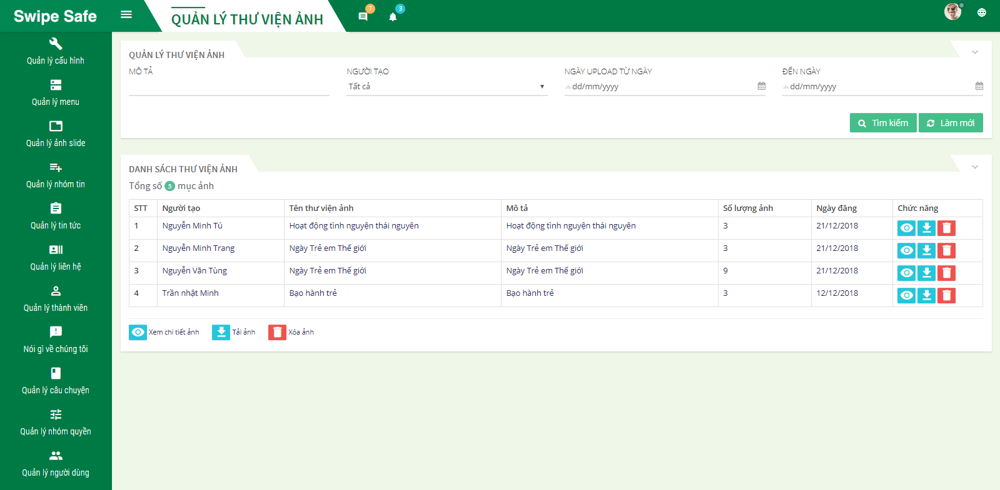 Swipe Safe
QUẢN LÝ THƯ VIỆN ẢNH
7
3
Quản lý cấu hình
Quản lý menu
Quản lý ảnh slide
Quản lý nhóm tin
Quản lý tin tức
Quản lý liên hệ
Quản lý thành viên
Nói gì về chúng tôi
Quản lý câu chuyện
Quản lý nhóm quyền
Quản lý người dùng
QUẢN LÝ THƯ VIỆN ẢNH
MÔ TẢ NGƯỜI TẠO NGÀY UPLOAD TỪ NGÀY ĐẾN NGÀY
Tất cả dd/mm/yyyy dd/mm/yyyy
Tìm kiếm Làm mới
DANH SÁCH THƯ VIỆN ẢNH
Tổng số 5 mục ảnh
STT Người tạo Tên thư viện ảnh Mô tả Số lượng ảnh Ngày đăng Chức năng
1 Nguyễn Minh Tú Hoạt động tình nguyện thái nguyên Hoạt động tình nguyện thái nguyên 3 21/12/2018
2 Nguyễn Minh Trang Ngày Trẻ em Thế giới Ngày Trẻ em Thế giới 3 21/12/2018
3 Nguyễn Văn Tùng Ngày Trẻ em Thế giới Ngày Trẻ em Thế giới 9 21/12/2018
4 Trần nhật Minh Bạo hành trẻ Bạo hành trẻ 3 12/12/2018
Xem chi tiết ảnh Tải ảnh Xóa ảnh